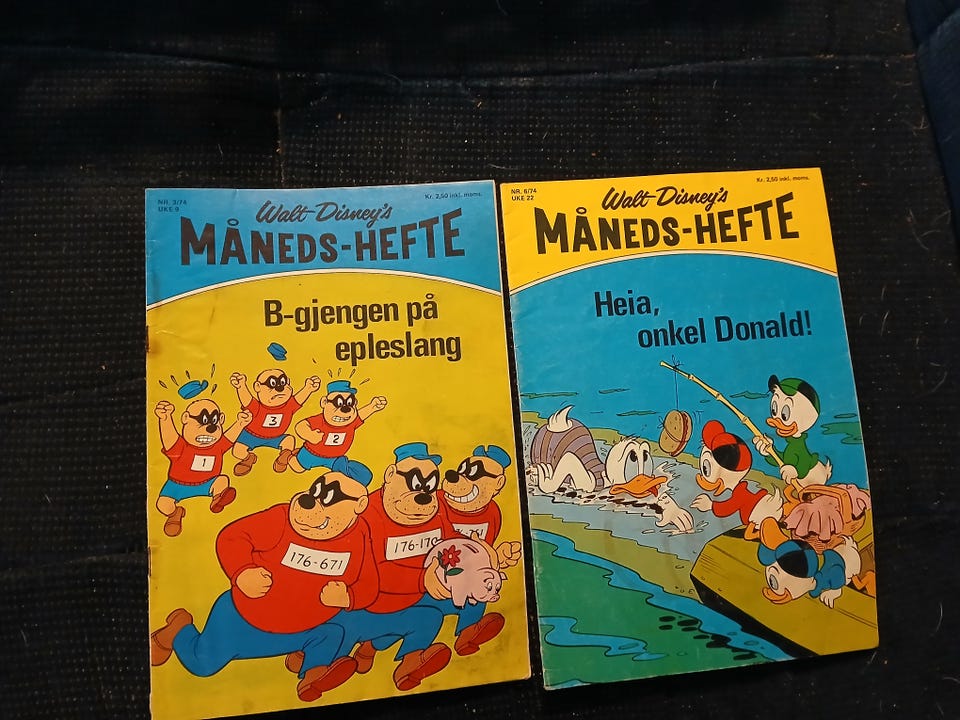 NR. 3/74
UKE 9
Kr. 2,50 inkl. moms.
Walt Disney's
MÅNEDS-HEFTE
B-gjengen på
epleslang
1
3
2
176-671
176-176
NR. 6/74
UKE 22
Kr. 2,50 inkl. moms.
Walt Disney's
MÅNEDS-HEFTE
Heia,
onkel Donald!